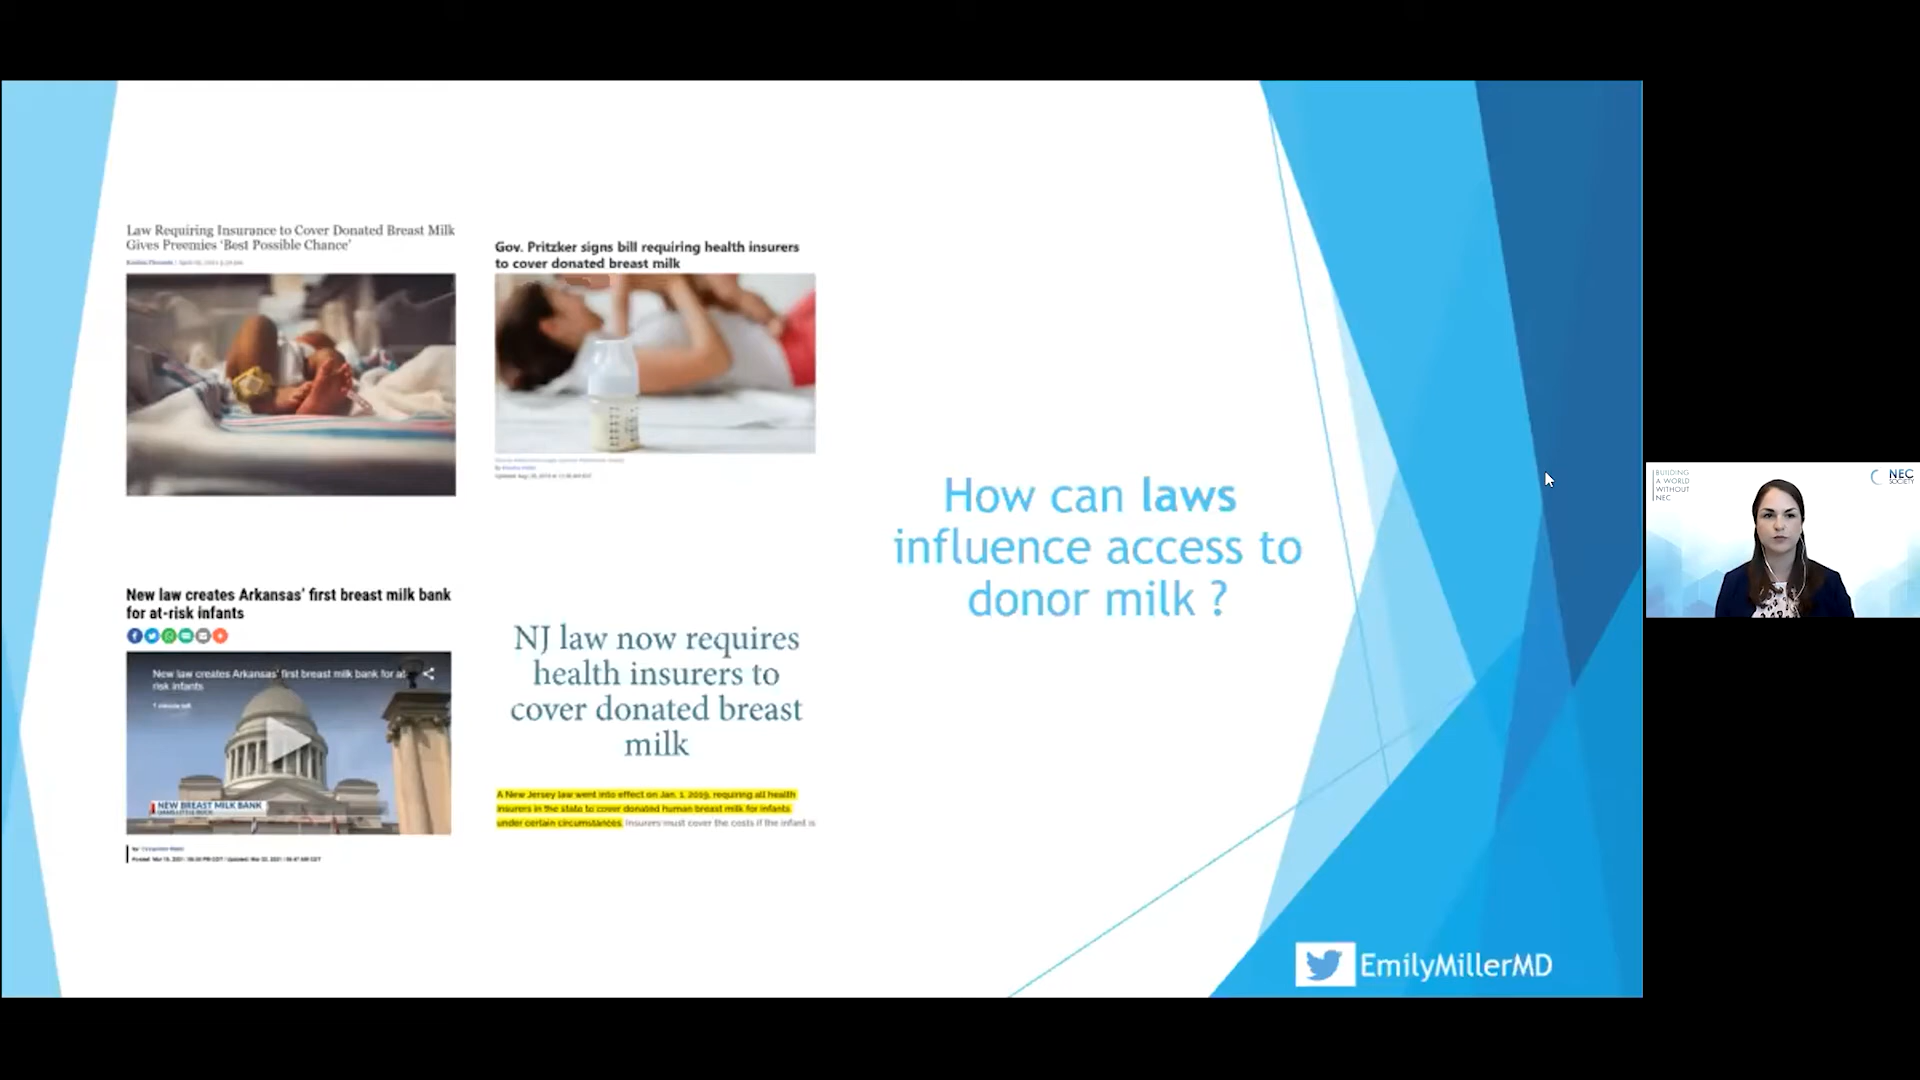 Law Requiring Insurance to Cover Donated Breast Milk
Gives Preemies ‘Best Possible Chance’
Gov. Pritzker signs bill requiring health insurers
to cover donated breast milk
New law creates Arkansas’ first breast milk bank
for at-risk infants
New law creates Arkansas’ first breast milk bank for at-
risk infants
NEW BREAST MILK BANK
NJ law now requires
health insurers to
cover donated breast
milk
A New Jersey law went into effect on Jan. 1, 2019, requiring all health
insurers in the state to cover donated human breast milk for infants
under certain circumstances. Insurers must cover the costs if the infant is
How can laws
influence access to
donor milk ?
EmilyMillerMD
BUILDING
A WORLD
WITHOUT
NEC
NEC
SOCIETY